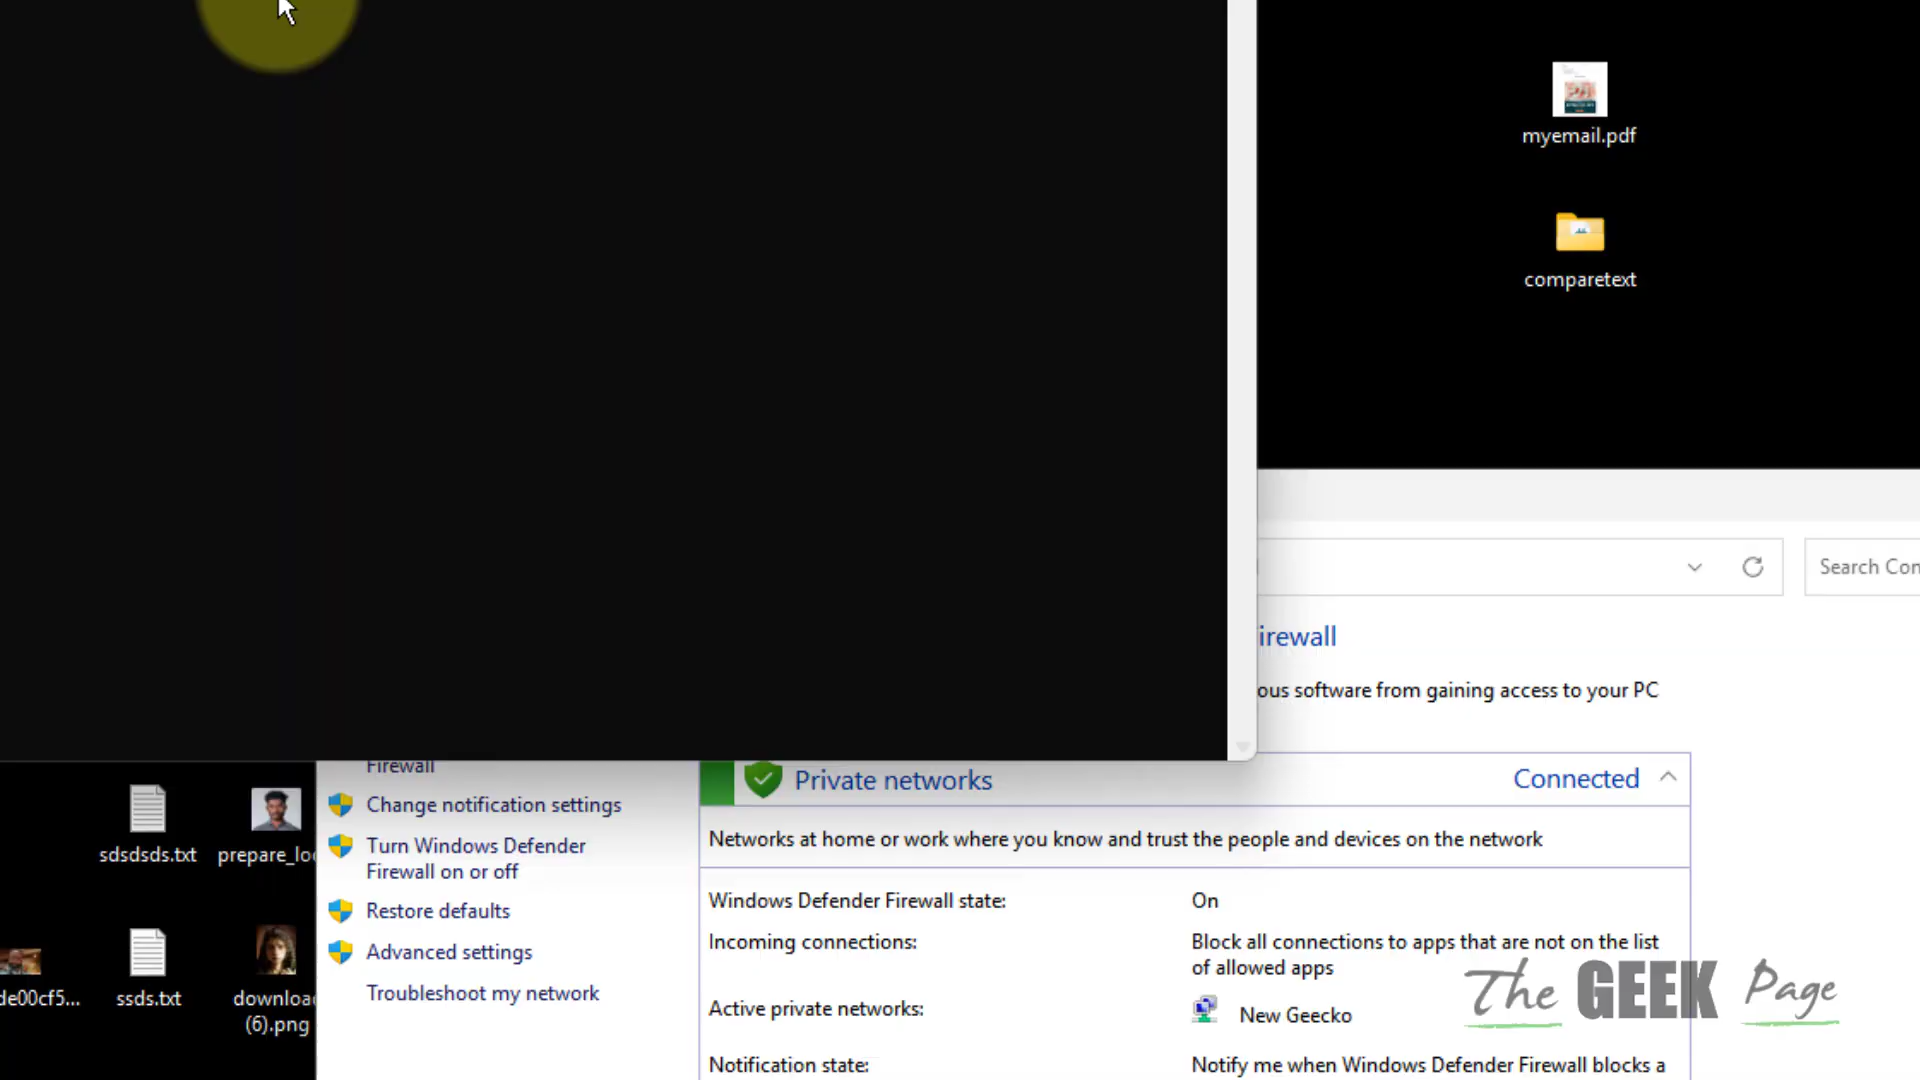 myemail.pdf
comparetext
Search Con
irewall
ous software from gaining access to your PC
Firewall
Change notification settings
Turn Windows Defender
Firewall on or off
Restore defaults
Advanced settings
Troubleshoot my network
Private networks
Connected
Networks at home or work where you know and trust the people and devices on the network
Windows Defender Firewall state:
On
Incoming connections:
Block all connections to apps that are not on the list
of allowed apps
Active private networks:
New Geecko
Notification state:
Notify me when Windows Defender Firewall blocks a
sdsdsds.txt
prepare_loc
de00cf5...
ssds.txt
download
(6).png
The GEEK Page